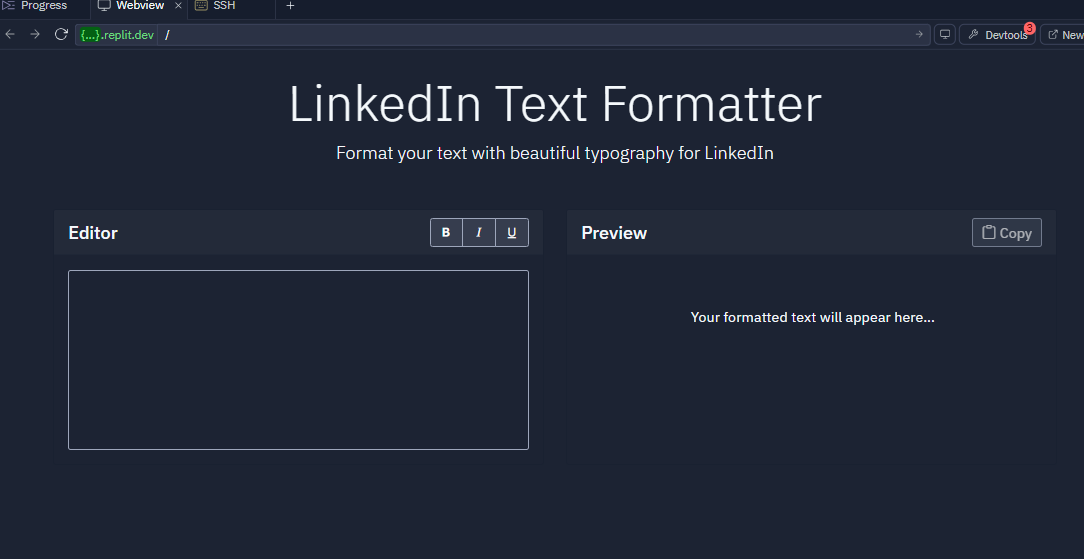 Progress
Webview
SSH
{...}.replit.dev
/
Devtools
3
New
LinkedIn Text Formatter
Format your text with beautiful typography for LinkedIn
Editor
B
I
U
Preview
Copy
Your formatted text will appear here...